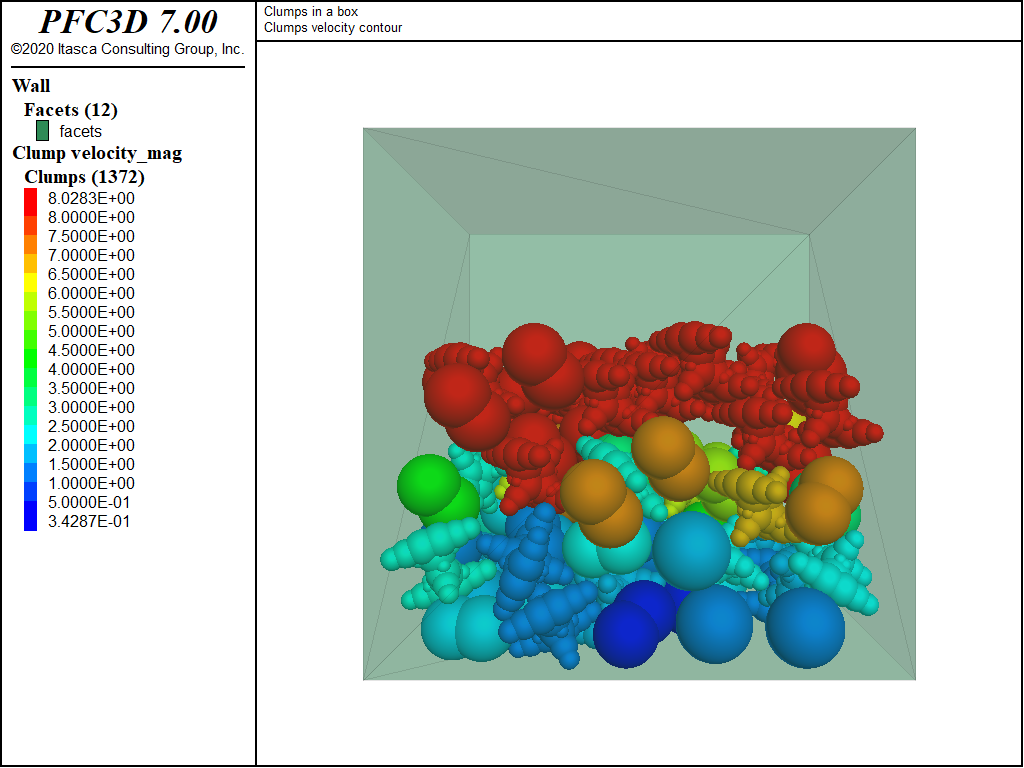 PFC3D 7.00
©2020 Itasca Consulting Group, Inc.
Wall
Facets (12)
facets
Clump velocity_mag
Clumps (1372)
8.0283E+00
8.0000E+00
7.5000E+00
7.0000E+00
6.5000E+00
6.0000E+00
5.5000E+00
5.0000E+00
4.5000E+00
4.0000E+00
3.5000E+00
3.0000E+00
2.5000E+00
2.0000E+00
1.5000E+00
1.0000E+00
5.0000E-01
3.4287E-01
Clumps in a box
Clumps velocity contour